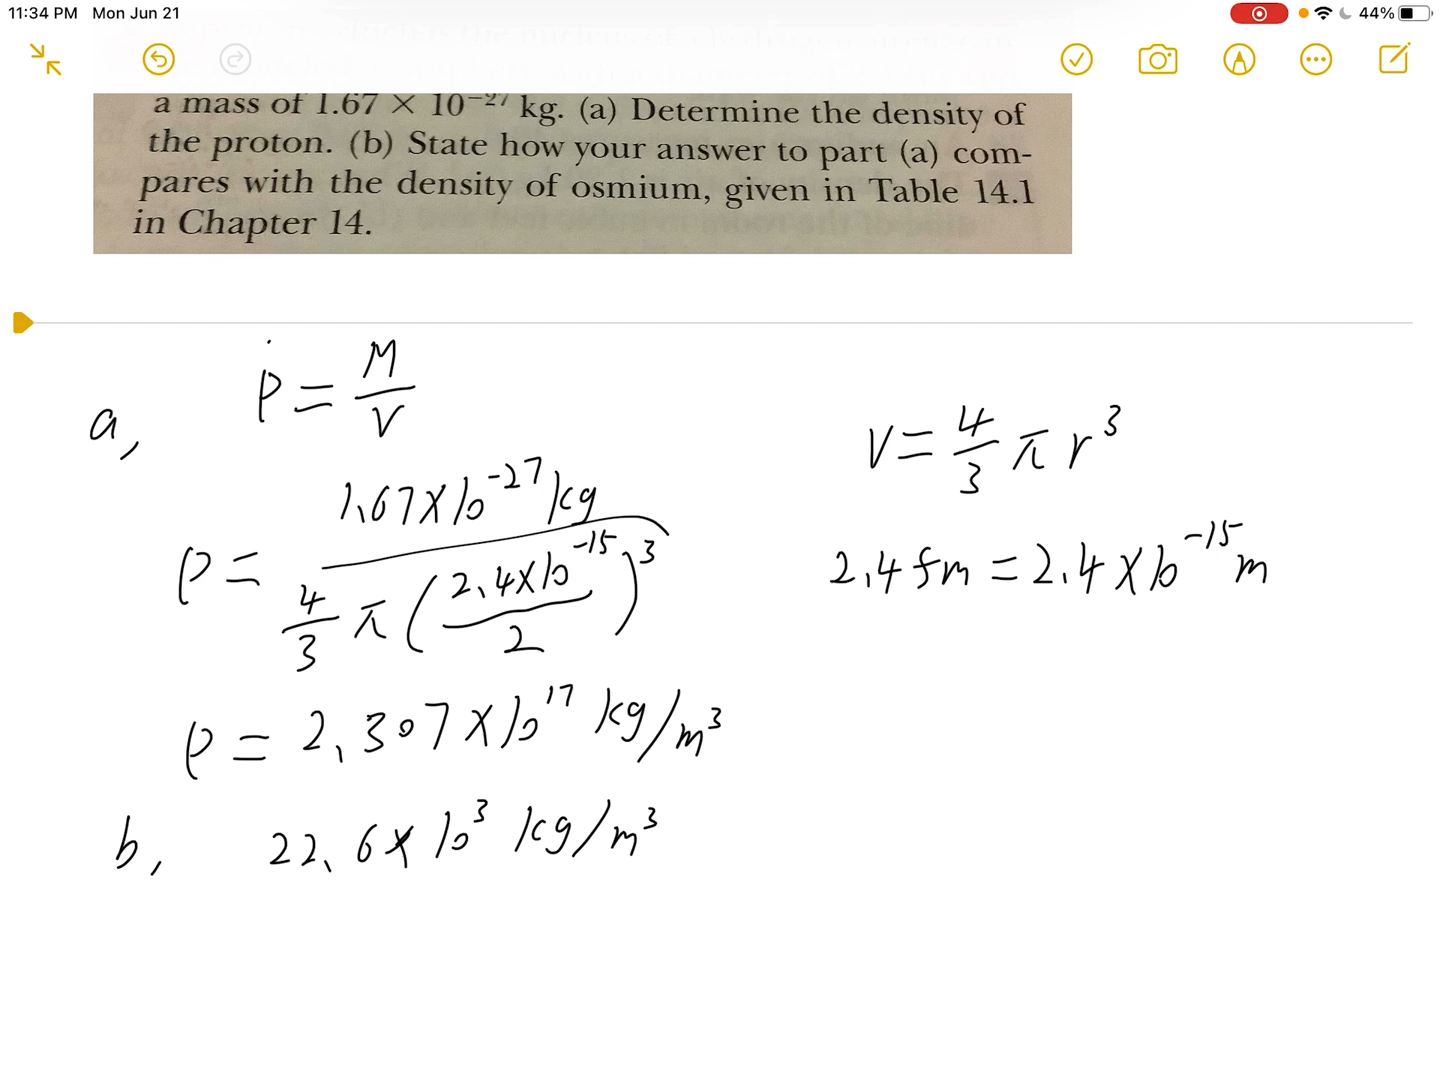 11:34 PM Mon Jun 21
44%
a mass of 1.67 × 10⁻²⁷ kg. (a) Determine the density of
the proton. (b) State how your answer to part (a) com-
pares with the density of osmium, given in Table 14.1
in Chapter 14.
a, ρ = M/V
V = 4/3 π r³
ρ = 1.67×10⁻²⁷ kg / (4/3 π (2.4×10⁻¹⁵/2)³)
2.4 fm = 2.4×10⁻¹⁵ m
ρ = 2.307×10¹⁷ kg/m³
b, 22.6×10³ kg/m³